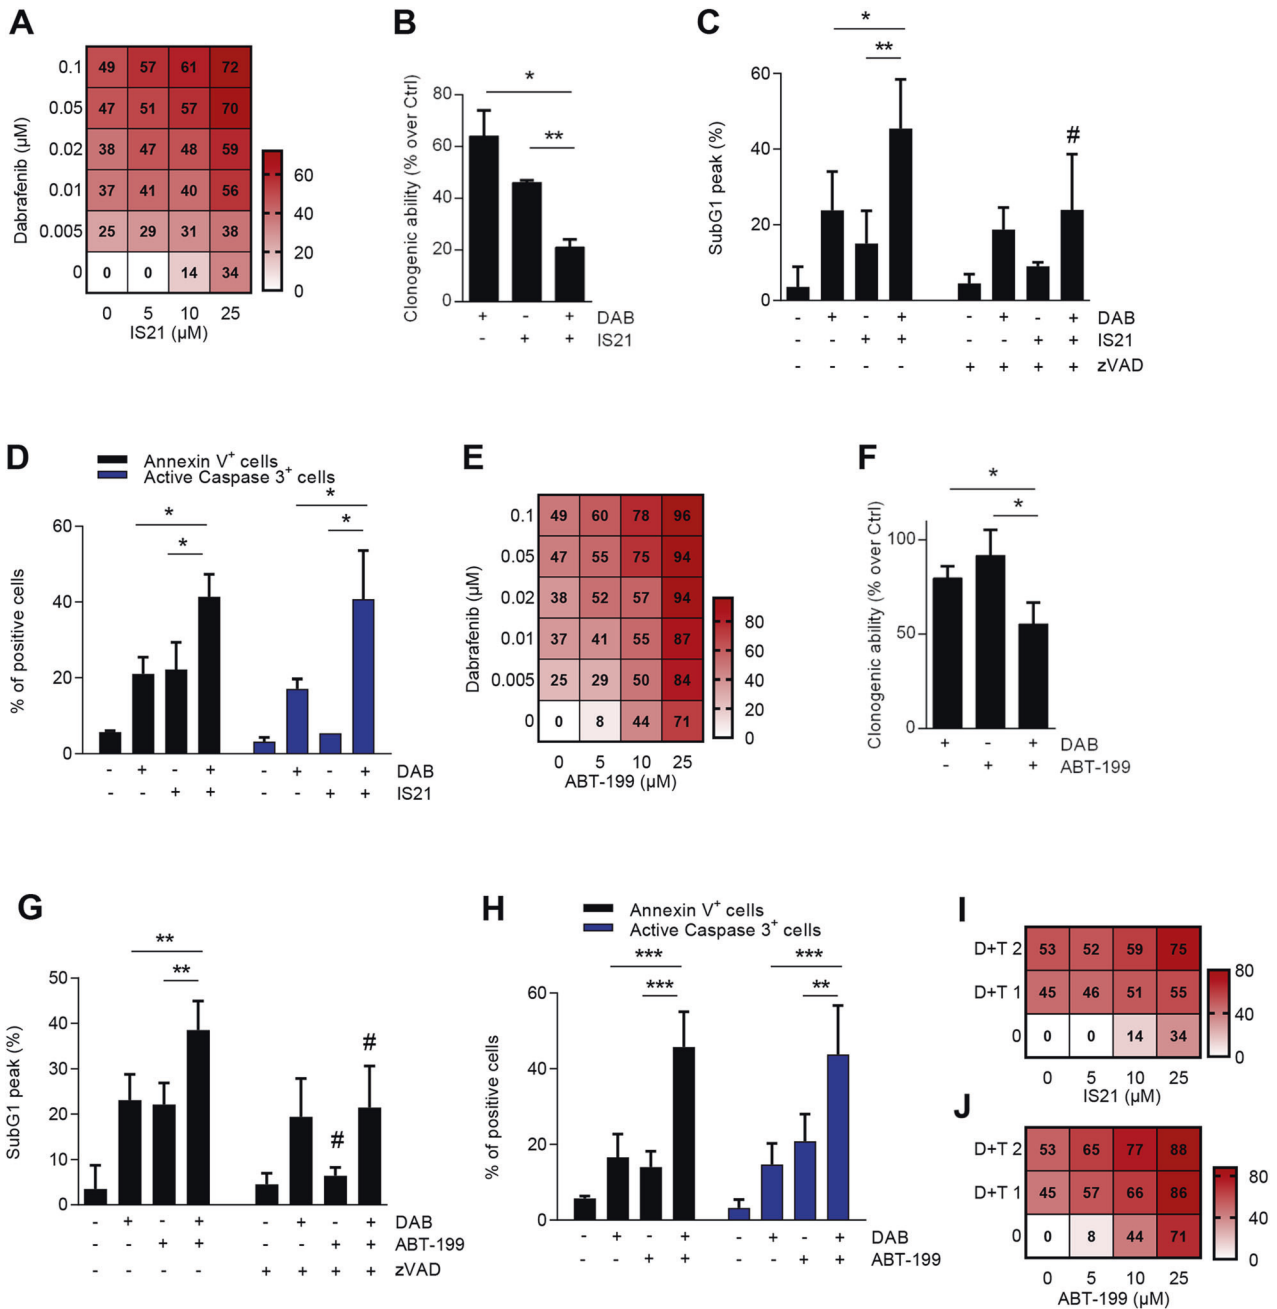 A
0.1 49 57 61 72
0.05 47 51 57 70
0.02 38 47 48 59
0.01 37 41 40 56
0.005 25 29 31 38
0 0 0 14 34
0 5 10 25
IS21 (µM)
Dabrafenib (µM)
60
40
20
0
B
Clonogenic ability (% over Ctrl)
80
60
40
20
0
*
**
+ - + DAB
- + + IS21
C
SubG1 peak (%)
60
40
20
0
*
**
#
- + - + - + - + DAB
- - + + - - + + IS21
- - - - + + + + zVAD
D
Annexin V+ cells
Active Caspase 3+ cells
% of positive cells
60
40
20
0
*
*
*
*
- + - + - + - + DAB
- - + + - - + + IS21
E
Dabrafenib (µM)
0.1 49 60 78 96
0.05 47 55 75 94
0.02 38 52 57 94
0.01 37 41 55 87
0.005 25 29 50 84
0 0 8 44 71
0 5 10 25
ABT-199 (µM)
80
60
40
20
0
F
Clonogenic ability (% over Ctrl)
100
50
0
*
*
+ - + DAB
- + + ABT-199
G
SubG1 peak (%)
50
40
30
20
10
0
**
**
#
#
- + - + - + - + DAB
- - + + - - + + ABT-199
- - - - + + + + zVAD
H
Annexin V+ cells
Active Caspase 3+ cells
% of positive cells
60
40
20
0
***
***
***
**
- + - + - + - + DAB
- - + + - - + + ABT-199
I
D+T 2 53 52 59 75
D+T 1 45 46 51 55
0 0 0 14 34
0 5 10 25
IS21 (µM)
80
40
0
J
D+T 2 53 65 77 88
D+T 1 45 57 66 86
0 0 8 44 71
0 5 10 25
ABT-199 (µM)
80
40
0